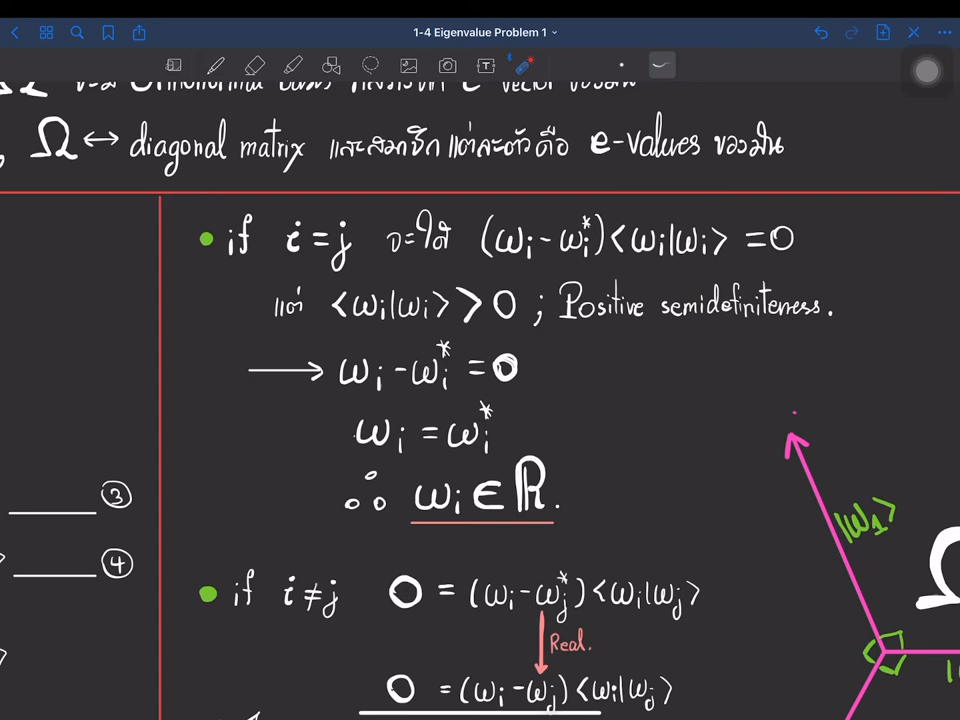 1-4 Eigenvalue Problem 1
Ω ↔ diagonal matrix และสมาชิกแต่ละตัวคือ e-values ของมัน
• if i = j จะได้ (ωi - ωi*)<ωi|ωi> = 0
แต่ <ωi|ωi> > 0 ; Positive semidefiniteness.
→ ωi - ωi* = 0
ωi = ωi*
∴ ωi ∈ ℝ.
③
④
|ω1>
Ω
• if i ≠ j 0 = (ωi - ωj*)<ωi|ωj>
Real.
0 = (ωi - ωj)<ωi|ωj>